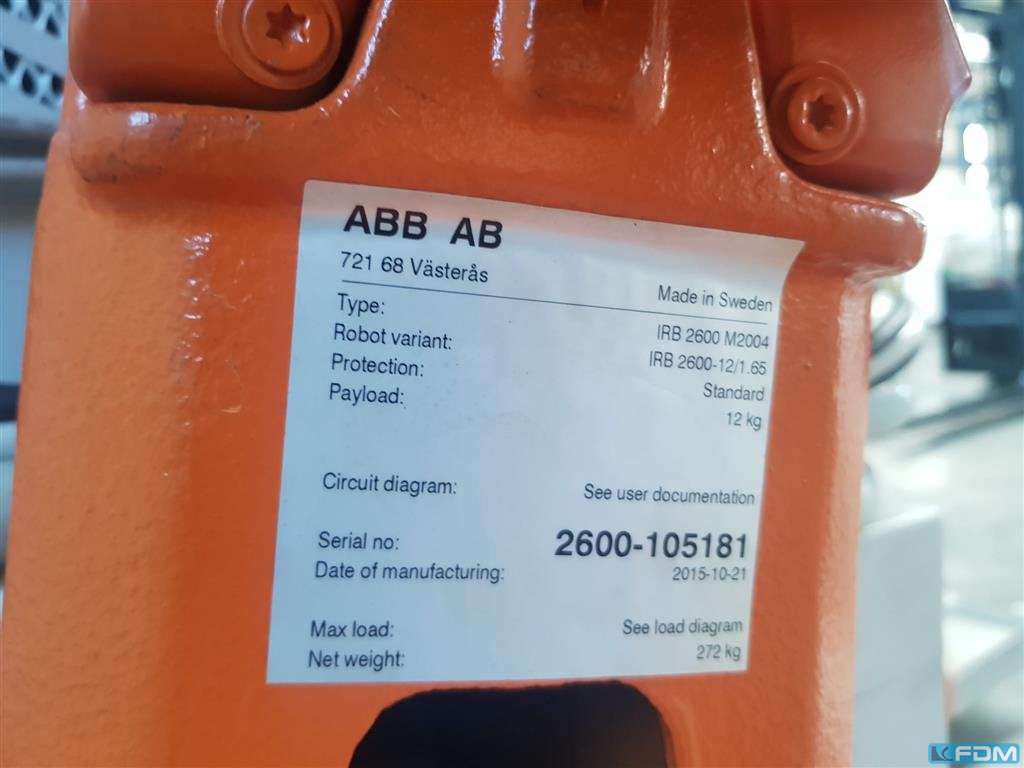 ABB AB
721 68 Västerås
Made in Sweden
Type: IRB 2600 M2004
Robot variant: IRB 2600-12/1.65
Protection: Standard
Payload: 12 kg
Circuit diagram: See user documentation
Serial no: 2600-105181
Date of manufacturing: 2015-10-21
Max load: See load diagram
Net weight: 272 kg
KFDM